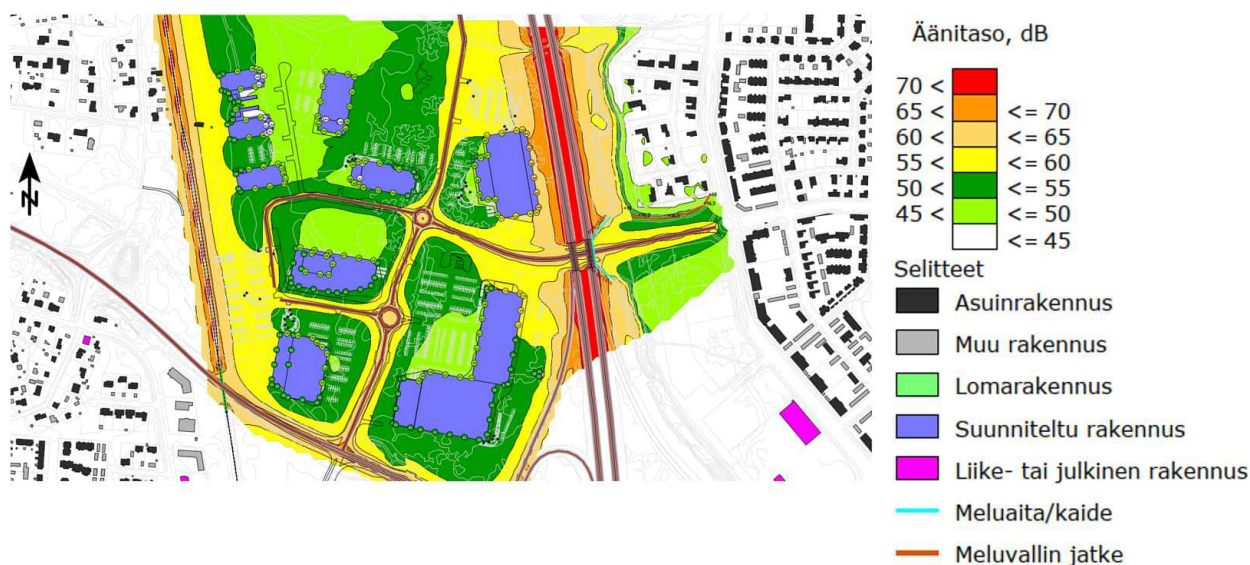 Äänitaso, dB
70 <
65 < <= 70
60 < <= 65
55 < <= 60
50 < <= 55
45 < <= 50
<= 45
N
Selitteet
Asuinrakennus
Muu rakennus
Lomarakennus
Suunniteltu rakennus
Liike- tai julkinen rakennus
Meluaita/kaide
Meluvallin jatke